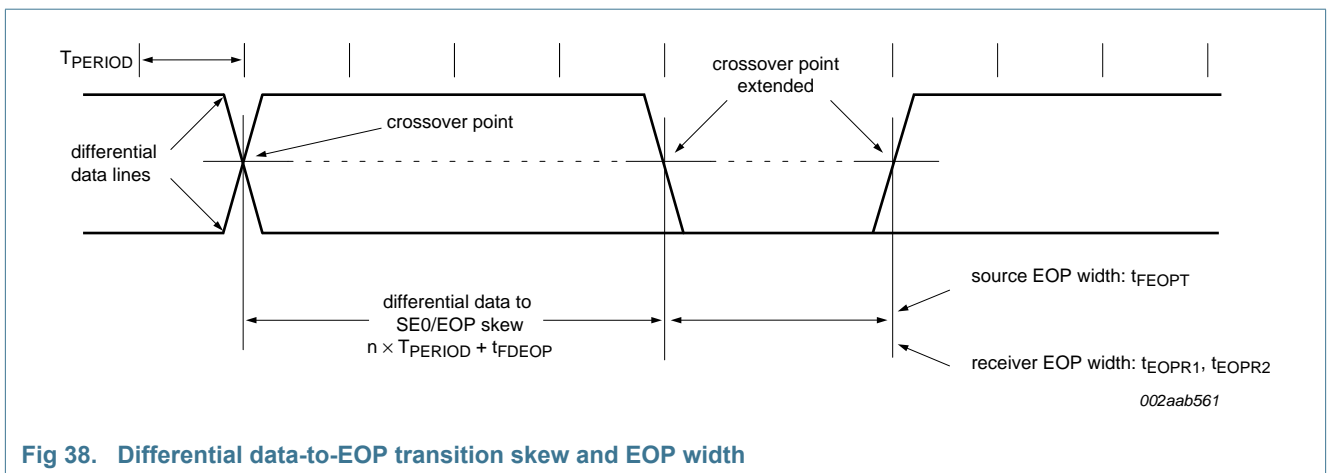 TPERIOD
crossover point
extended
crossover point
differential
data lines
differential data to
SE0/EOP skew
n × TPERIOD + tFDEOP
source EOP width: tFEOPT
receiver EOP width: tEOPR1, tEOPR2
002aab561
Fig 38. Differential data-to-EOP transition skew and EOP width